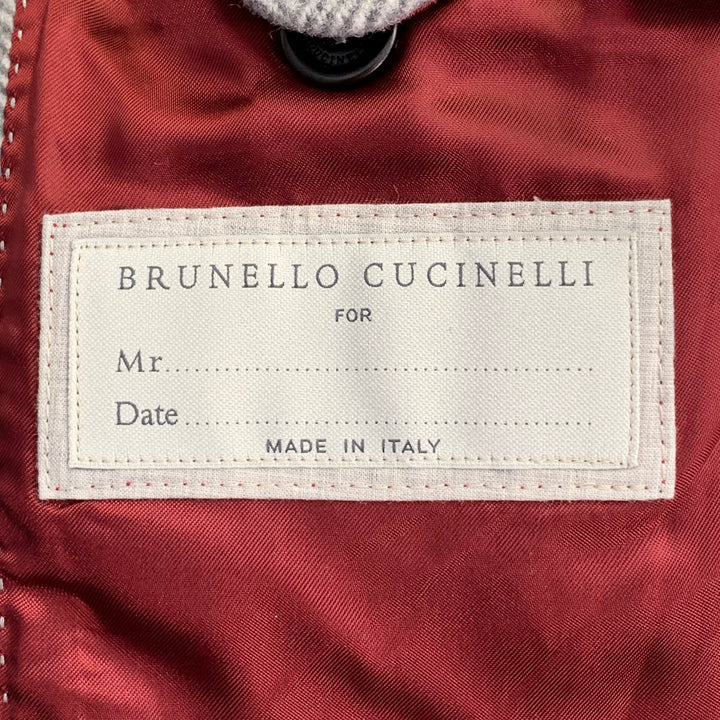 BRUNELLO CUCINELLI
FOR
Mr.......................................................
Date....................................................
MADE IN ITALY